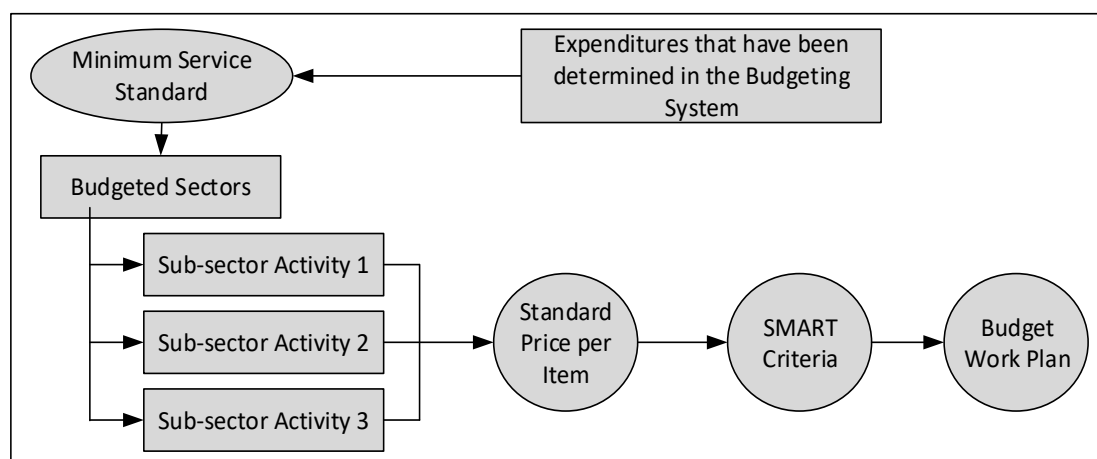 Minimum Service
Standard
Expenditures that have been
determined in the Budgeting
System
Budgeted Sectors
Sub-sector Activity 1
Sub-sector Activity 2
Sub-sector Activity 3
Standard
Price per
Item
SMART
Criteria
Budget
Work Plan